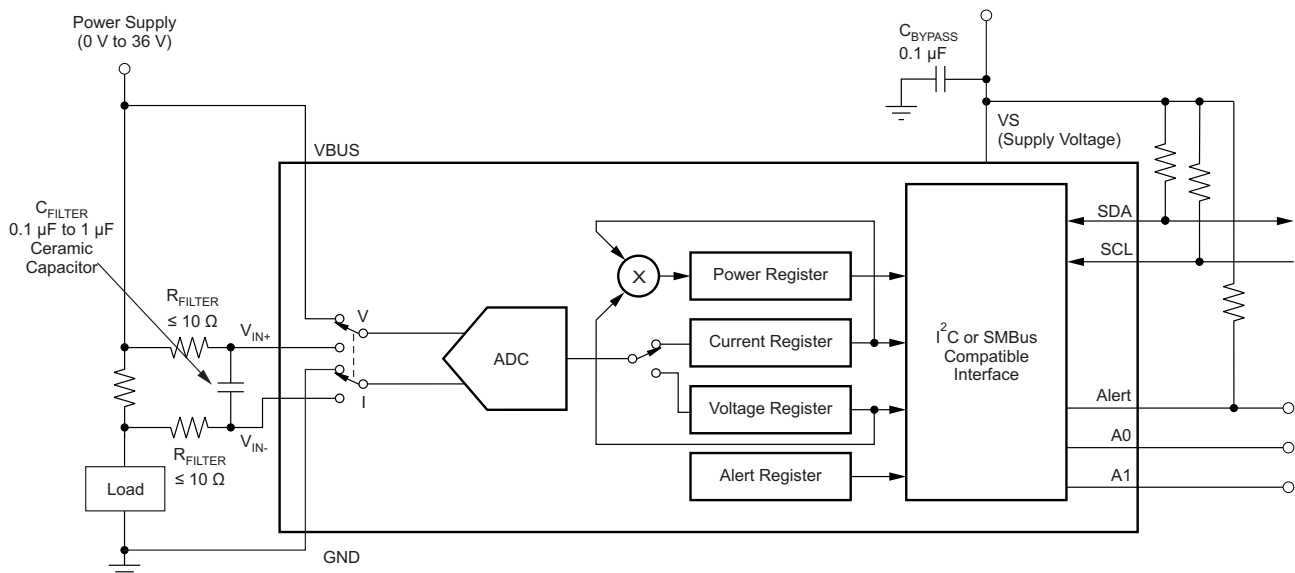 Power Supply
(0 V to 36 V)
C_BYPASS
0.1 µF
VS
(Supply Voltage)
VBUS
C_FILTER
0.1 µF to 1 µF
Ceramic
Capacitor
R_FILTER
≤ 10 Ω
V_IN+
V
I
V_IN-
R_FILTER
≤ 10 Ω
Load
GND
ADC
X
Power Register
Current Register
Voltage Register
Alert Register
I²C or SMBus
Compatible
Interface
SDA
SCL
Alert
A0
A1